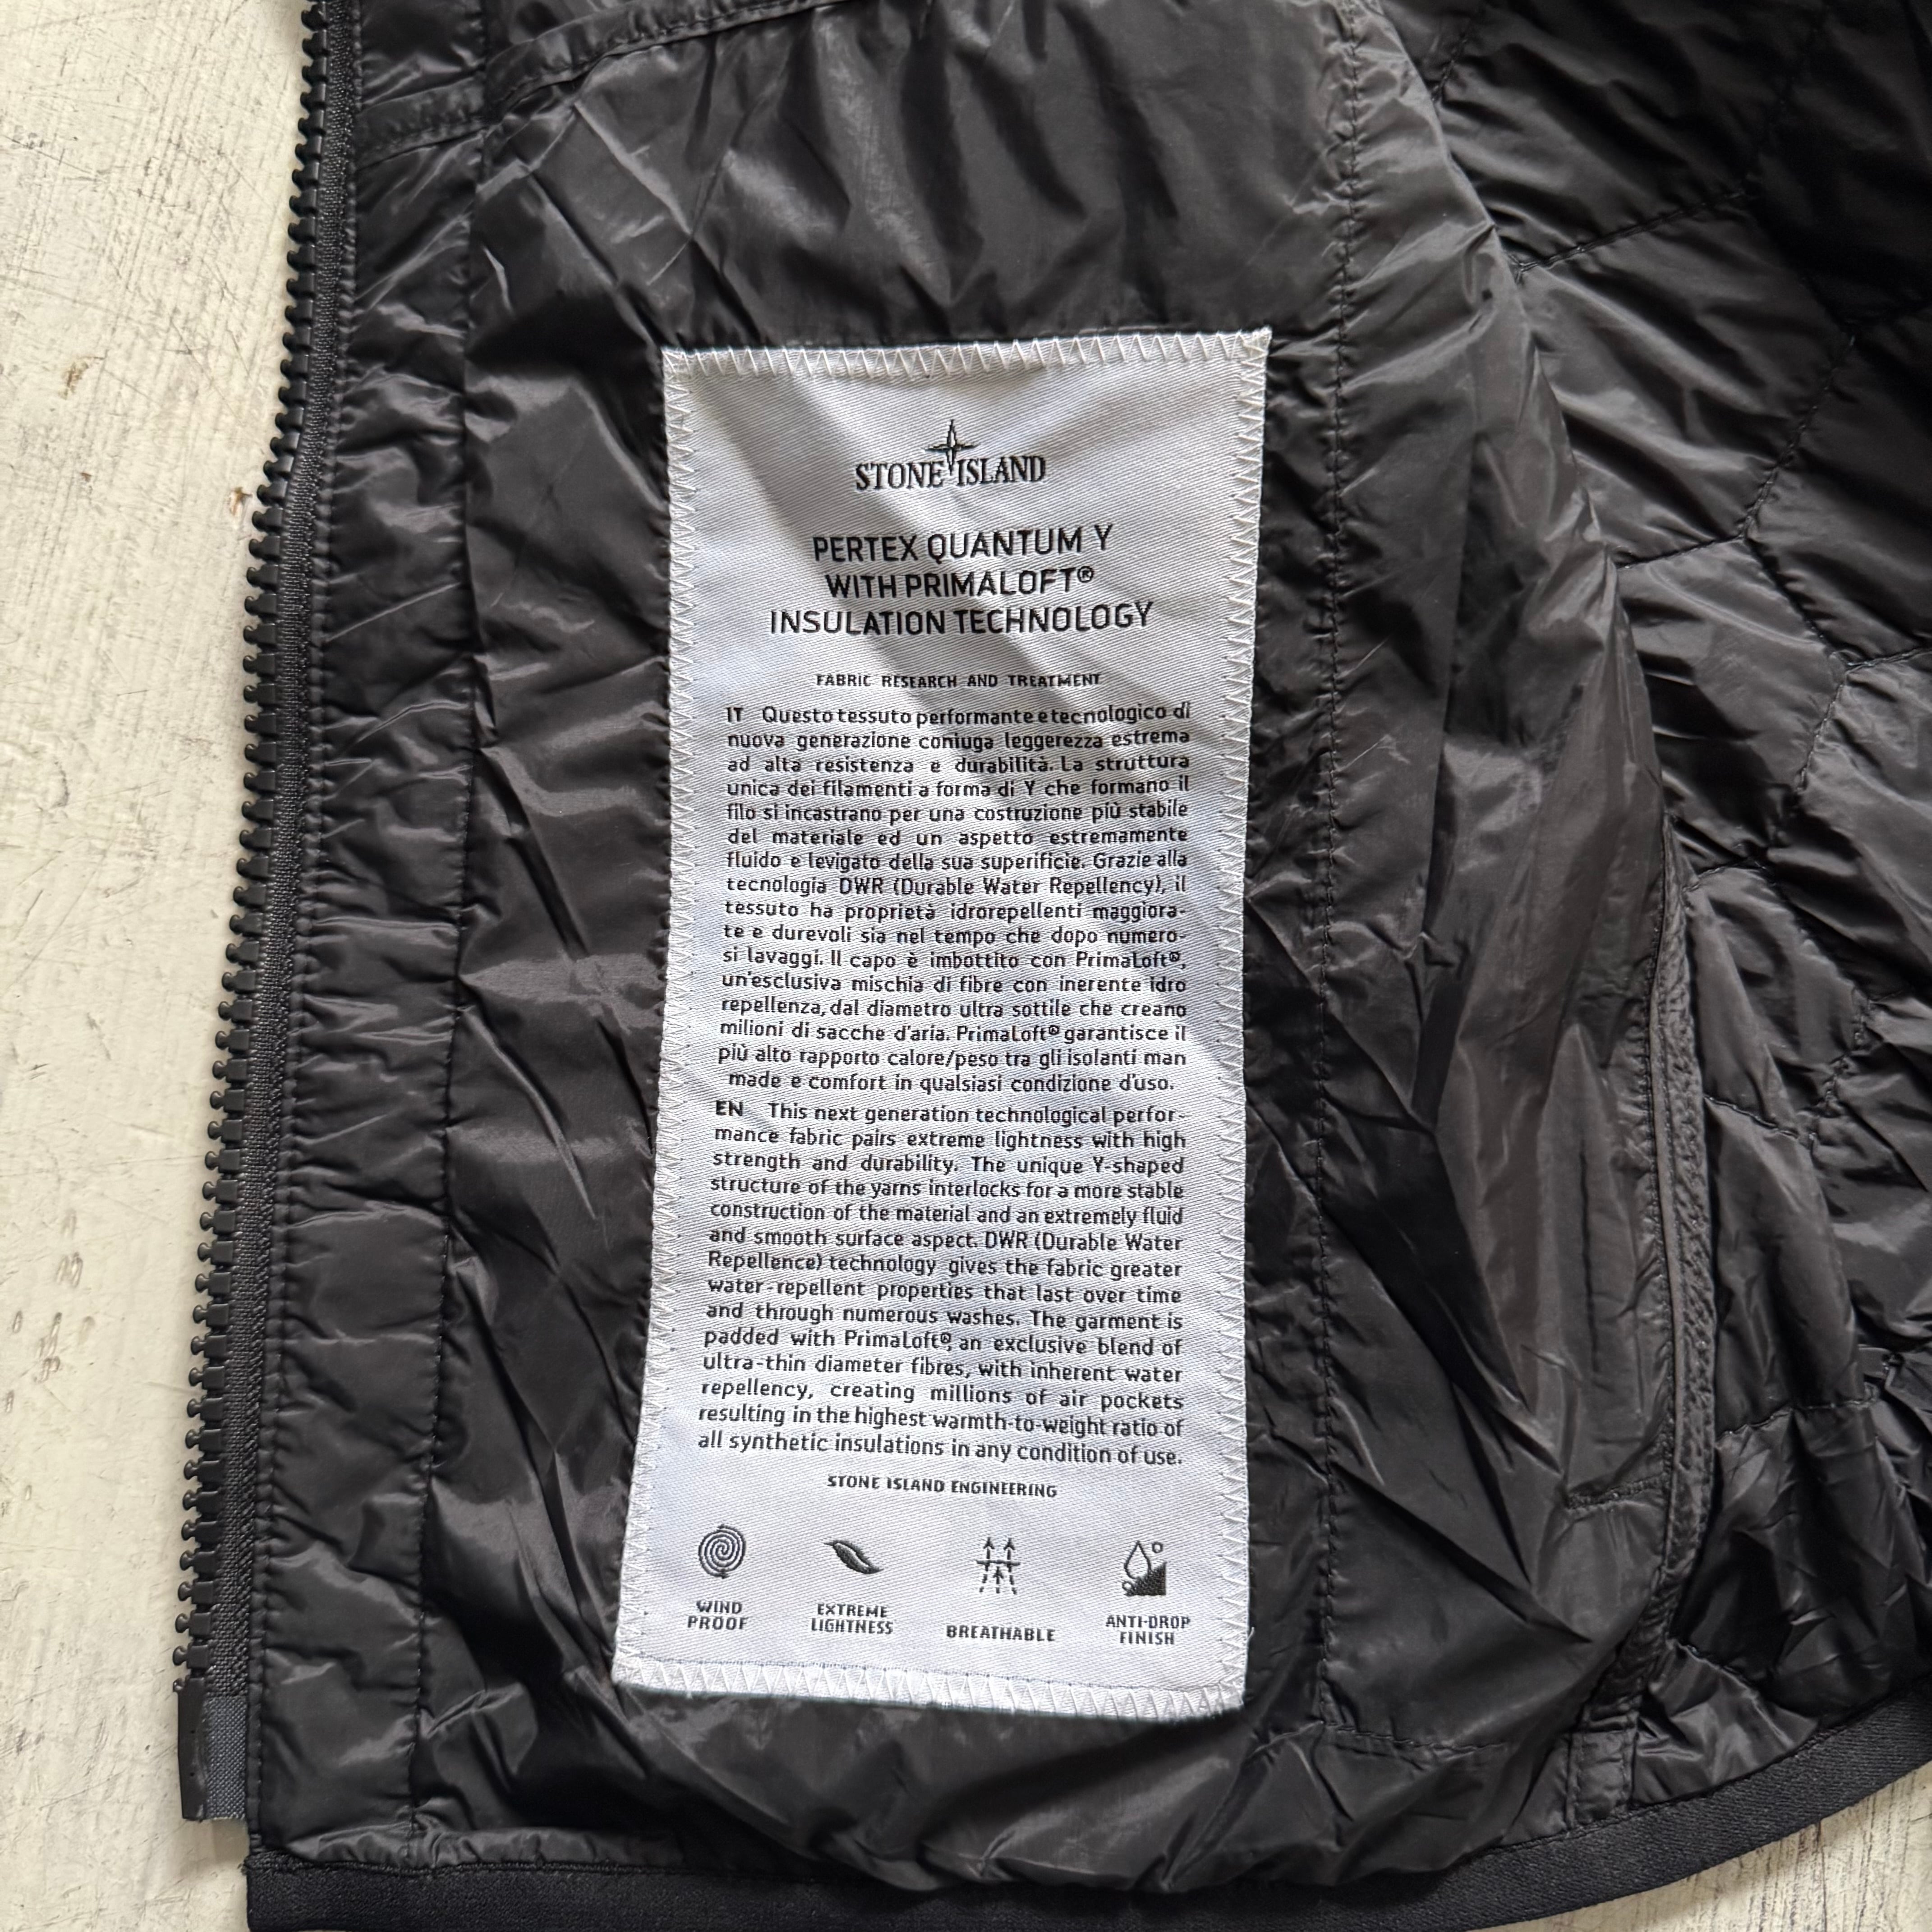 STONE ISLAND
PERTEX QUANTUM Y
WITH PRIMALOFT®
INSULATION TECHNOLOGY
FABRIC RESEARCH AND TREATMENT
IT Questo tessuto performante e tecnologico di
nuova generazione coniuga leggerezza estrema
ad alta resistenza e durabilità. La struttura
unica dei filamenti a forma di Y che formano il
filo si incastrano per una costruzione più stabile
del materiale ed un aspetto estremamente
fluido e levigato della sua superificie. Grazie alla
tecnologia DWR (Durable Water Repellency), il
tessuto ha proprietà idrorepellenti maggiora-
te e durevoli sia nel tempo che dopo numero-
si lavaggi. Il capo è imbottito con PrimaLoft®,
un'esclusiva mischia di fibre con inerente idro
repellenza, dal diametro ultra sottile che creano
milioni di sacche d'aria. PrimaLoft® garantisce il
più alto rapporto calore/peso tra gli isolanti man
made e comfort in qualsiasi condizione d'uso.
EN This next generation technological perfor-
mance fabric pairs extreme lightness with high
strength and durability. The unique Y-shaped
structure of the yarns interlocks for a more stable
construction of the material and an extremely fluid
and smooth surface aspect. DWR (Durable Water
Repellence) technology gives the fabric greater
water-repellent properties that last over time
and through numerous washes. The garment is
padded with PrimaLoft®, an exclusive blend of
ultra-thin diameter fibres, with inherent water
repellency, creating millions of air pockets
resulting in the highest warmth-to-weight ratio of
all synthetic insulations in any condition of use.
STONE ISLAND ENGINEERING
WIND PROOF
EXTREME LIGHTNESS
BREATHABLE
ANTI-DROP FINISH